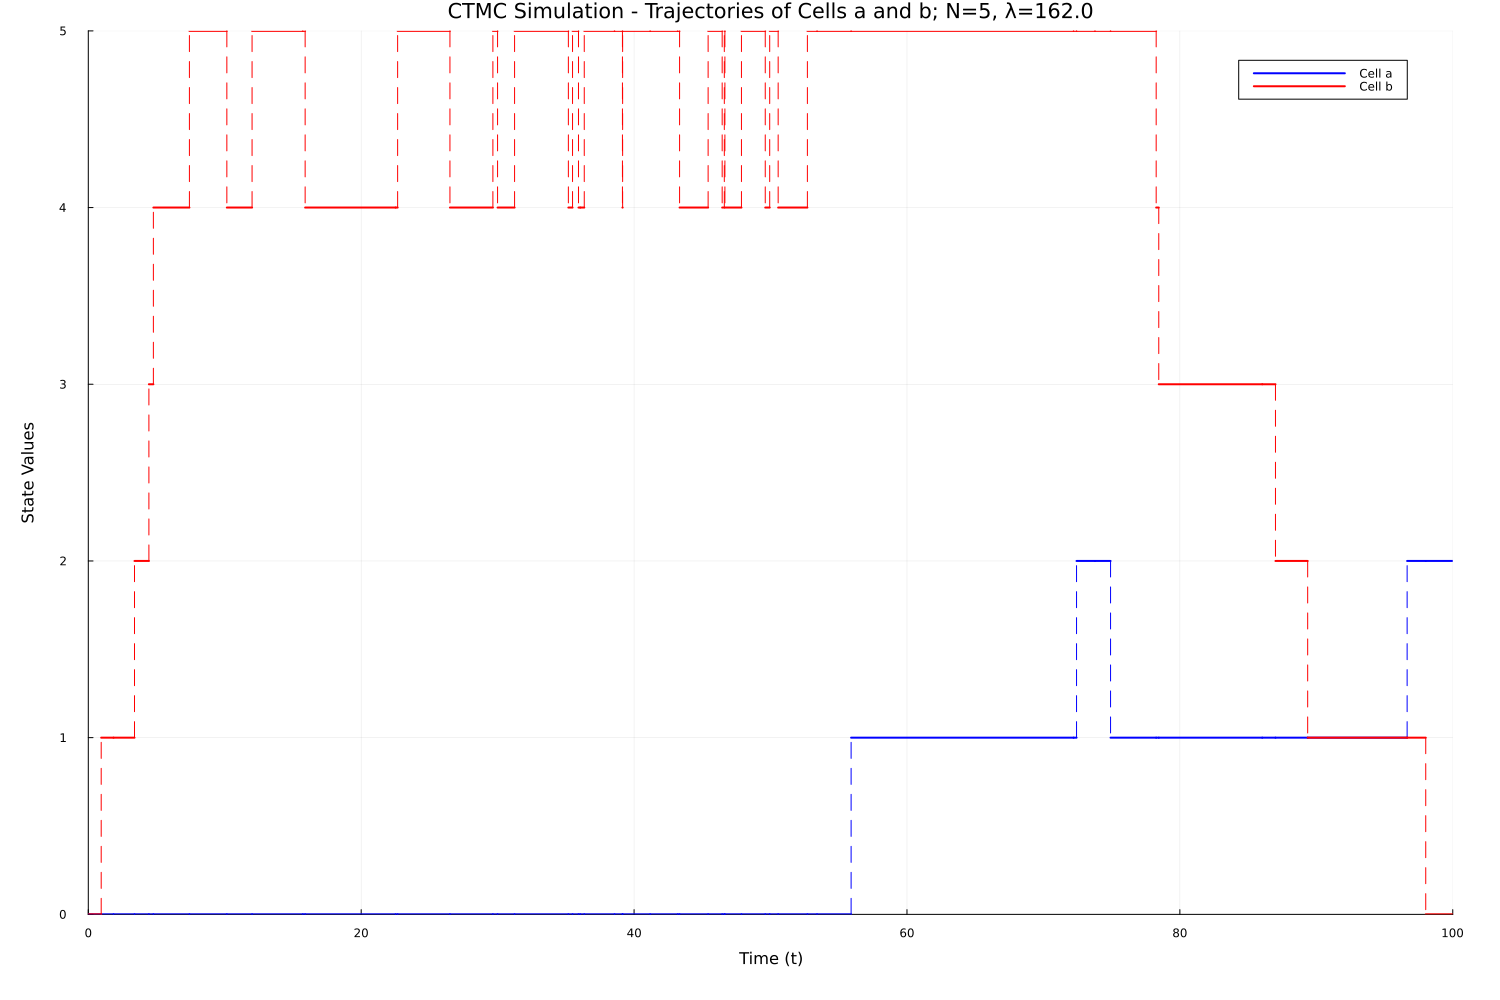 CTMC Simulation - Trajectories of Cells a and b; N=5, λ=162.0
Cell a
Cell b
State Values
5
4
3
2
1
0
0 20 40 60 80 100
Time (t)